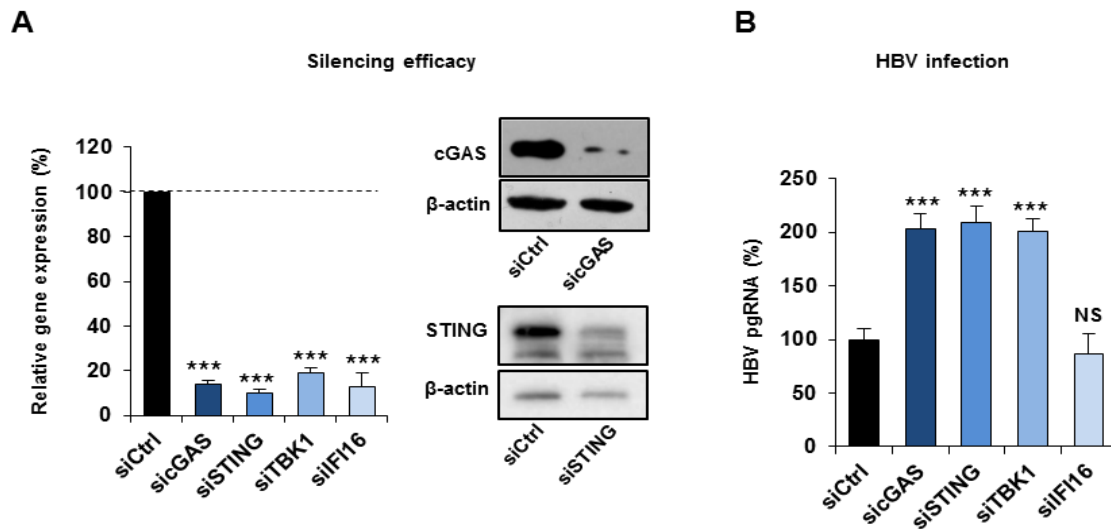 A
Silencing efficacy
Relative gene expression (%)
120
100
80
60
40
20
0
***
***
***
***
siCtrl
sicGAS
siSTING
siTBK1
siIFI16
cGAS
β-actin
siCtrl
sicGAS
STING
β-actin
siCtrl
siSTING
B
HBV infection
HBV pgRNA (%)
250
200
150
100
50
0
***
***
***
NS
siCtrl
sicGAS
siSTING
siTBK1
siIFI16